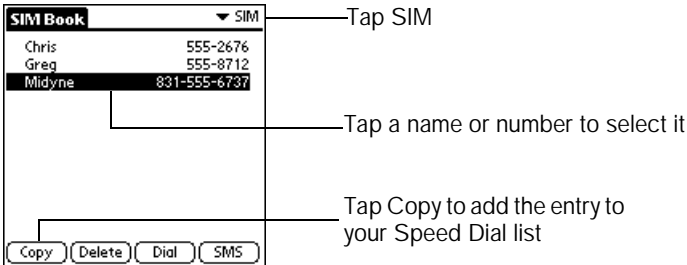 SIM Book ▼ SIM
Tap SIM
Chris 555-2676
Greg 555-8712
Midyne 831-555-6737
Tap a name or number to select it
Tap Copy to add the entry to
your Speed Dial list
Copy Delete Dial SMS